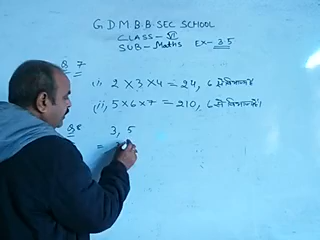 G D M B.B SEC SCHOOL
CLASS - VI
SUB - Maths Ex - 3.5
Q 7
(i) 2 × 3 × 4 = 24, 6 से विभाज्य है
(ii) 5 × 6 × 7 = 210, 6 से विभाज्य है।
Q 8
3, 5
=